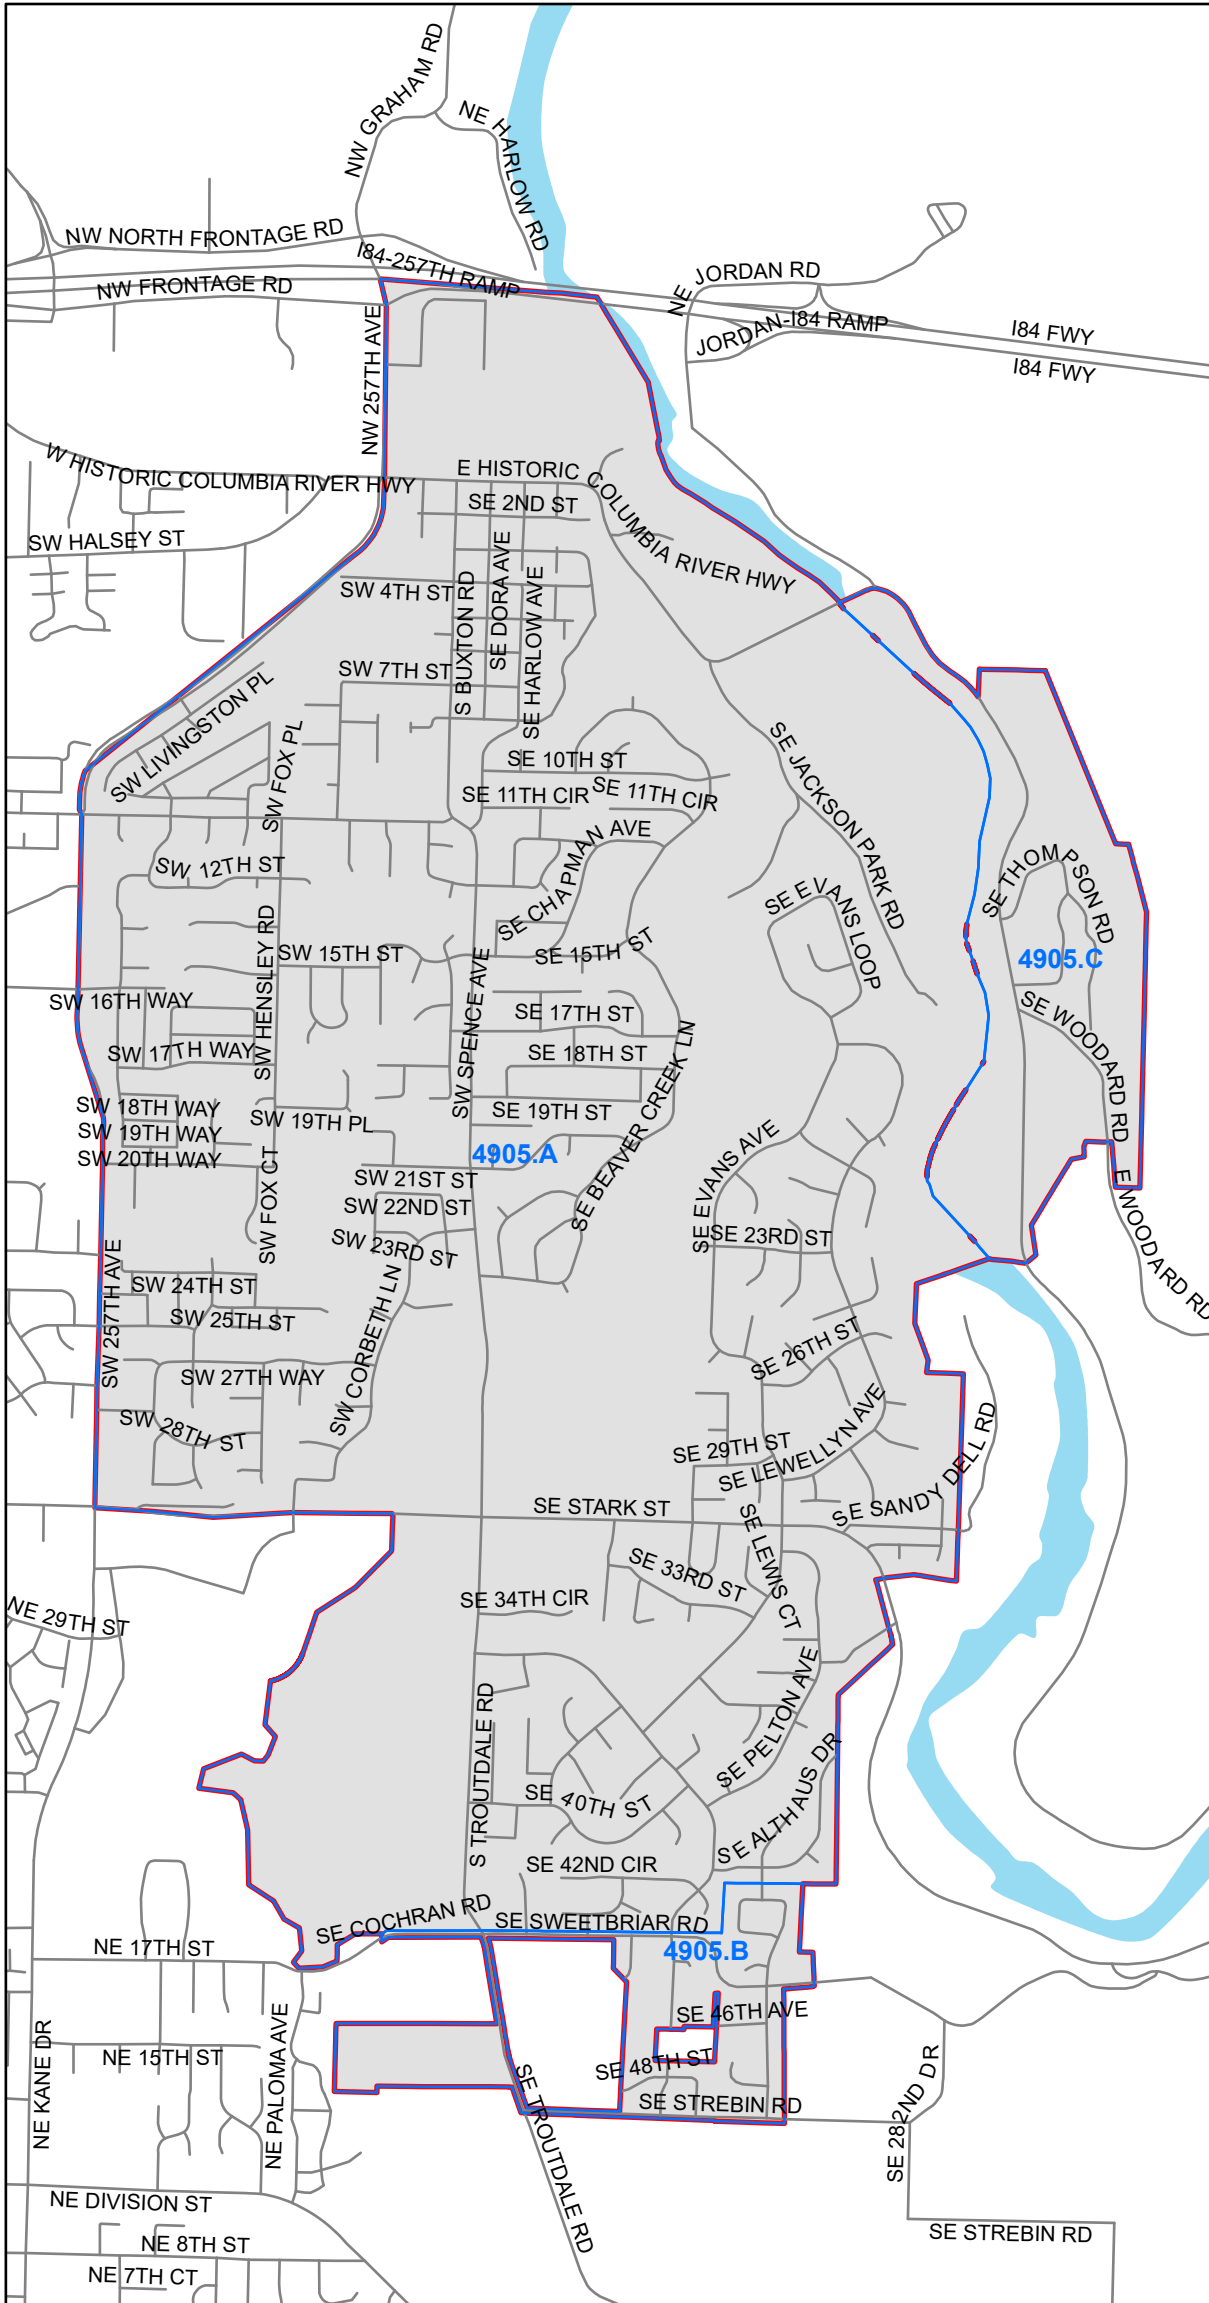 NW GRAHAM RD
NE HARLOW RD
NW NORTH FRONTAGE RD
I84-257TH RAMP
NW FRONTAGE RD
NE JORDAN RD
JORDAN-I84 RAMP
I84 FWY
I84 FWY
NW 257TH AVE
W HISTORIC COLUMBIA RIVER HWY
E HISTORIC COLUMBIA RIVER HWY
SE 2ND ST
SW HALSEY ST
SW 4TH ST
S BUXTON RD
SE DORA AVE
SE HARLOW AVE
SW 7TH ST
SW LIVINGSTON PL
SW FOX PL
SE 10TH ST
SE 11TH CIR
SE 11TH CIR
SE JACKSON PARK RD
SE CHAPMAN AVE
SW 12TH ST
SE EVANS LOOP
SE THOMPSON RD
SW HENSLEY RD
SW 15TH ST
SE 15TH ST
4905.C
SW 16TH WAY
SW SPENCE AVE
SE 17TH ST
SE WOODARD RD
SW 17TH WAY
SE 18TH ST
SE BEAVER CREEK LN
SW 18TH WAY
SW 19TH PL
SE 19TH ST
SW 19TH WAY
SW 20TH WAY
4905.A
SE EVANS AVE
SW FOX CT
SW 21ST ST
SW 22ND ST
SW 23RD ST
SE 23RD ST
E WOODARD RD
SW 257TH AVE
SW 24TH ST
SW 25TH ST
SW CORBETH LN
SE 26TH ST
SW 27TH WAY
SW 28TH ST
SE LEWELLYN AVE
SE 29TH ST
SE SANDY DELL RD
SE STARK ST
SE LEWIS CT
SE 33RD ST
NE 29TH ST
SE 34TH CIR
S TROUTDALE RD
SE PELTON AVE
SE 40TH ST
SE ALTHAUS DR
SE 42ND CIR
SE COCHRAN RD
SE SWEETBRIAR RD
NE 17TH ST
4905.B
NE KANE DR
NE PALOMA AVE
SE 46TH AVE
NE 15TH ST
SE 48TH ST
SE STREBIN RD
SE TROUTDALE RD
SE 282ND DR
NE DIVISION ST
SE STREBIN RD
NE 8TH ST
NE 7TH CT